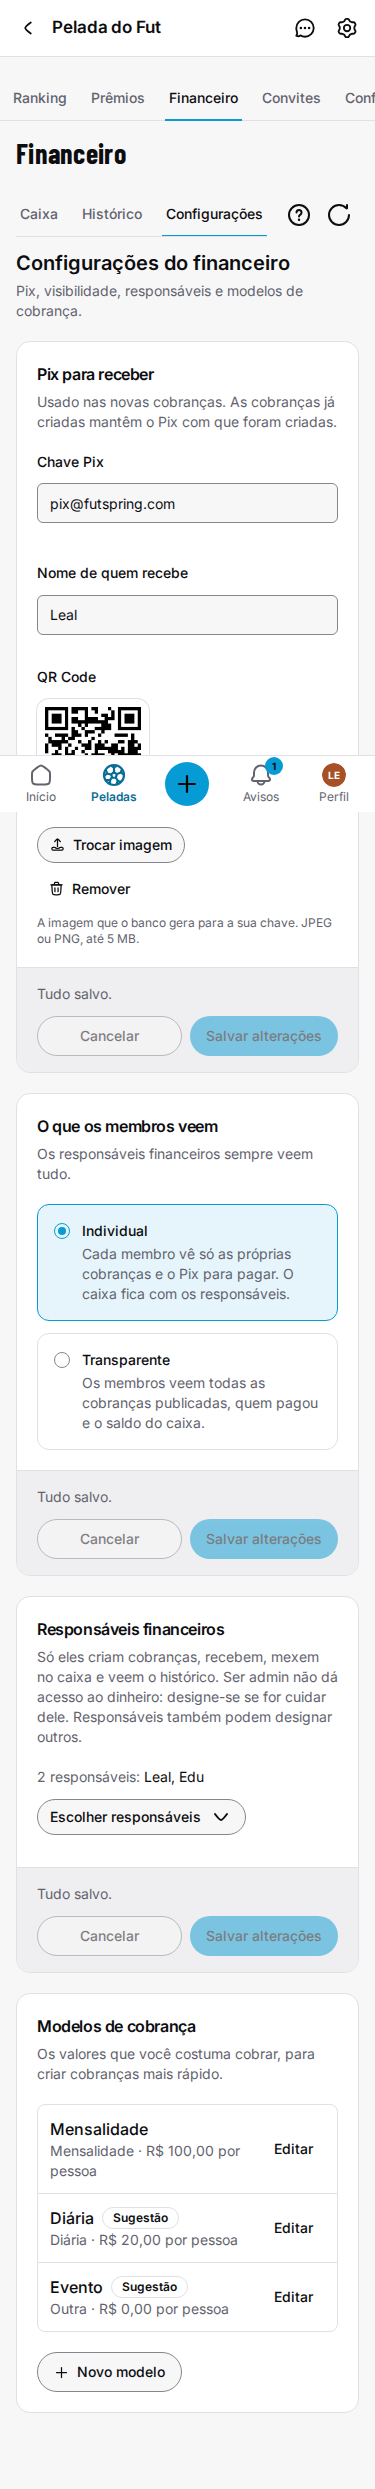 Pelada do Fut
Ranking Prêmios Financeiro Convites Conf
Financeiro
Caixa Histórico Configurações
Configurações do financeiro
Pix, visibilidade, responsáveis e modelos de
cobrança.
Pix para receber
Usado nas novas cobranças. As cobranças já
criadas mantêm o Pix com que foram criadas.
Chave Pix
pix@futspring.com
Nome de quem recebe
Leal
QR Code
1
LE
Início Peladas Avisos Perfil
Trocar imagem
Remover
A imagem que o banco gera para a sua chave. JPEG
ou PNG, até 5 MB.
Tudo salvo.
Cancelar Salvar alterações
O que os membros veem
Os responsáveis financeiros sempre veem
tudo.
Individual
Cada membro vê só as próprias
cobranças e o Pix para pagar. O
caixa fica com os responsáveis.
Transparente
Os membros veem todas as
cobranças publicadas, quem pagou
e o saldo do caixa.
Tudo salvo.
Cancelar Salvar alterações
Responsáveis financeiros
Só eles criam cobranças, recebem, mexem
no caixa e veem o histórico. Ser admin não dá
acesso ao dinheiro: designe-se se for cuidar
dele. Responsáveis também podem designar
outros.
2 responsáveis: Leal, Edu
Escolher responsáveis
Tudo salvo.
Cancelar Salvar alterações
Modelos de cobrança
Os valores que você costuma cobrar, para
criar cobranças mais rápido.
Mensalidade
Mensalidade · R$ 100,00 por
pessoa
Editar
Diária Sugestão
Diária · R$ 20,00 por pessoa
Editar
Evento Sugestão
Outra · R$ 0,00 por pessoa
Editar
Novo modelo